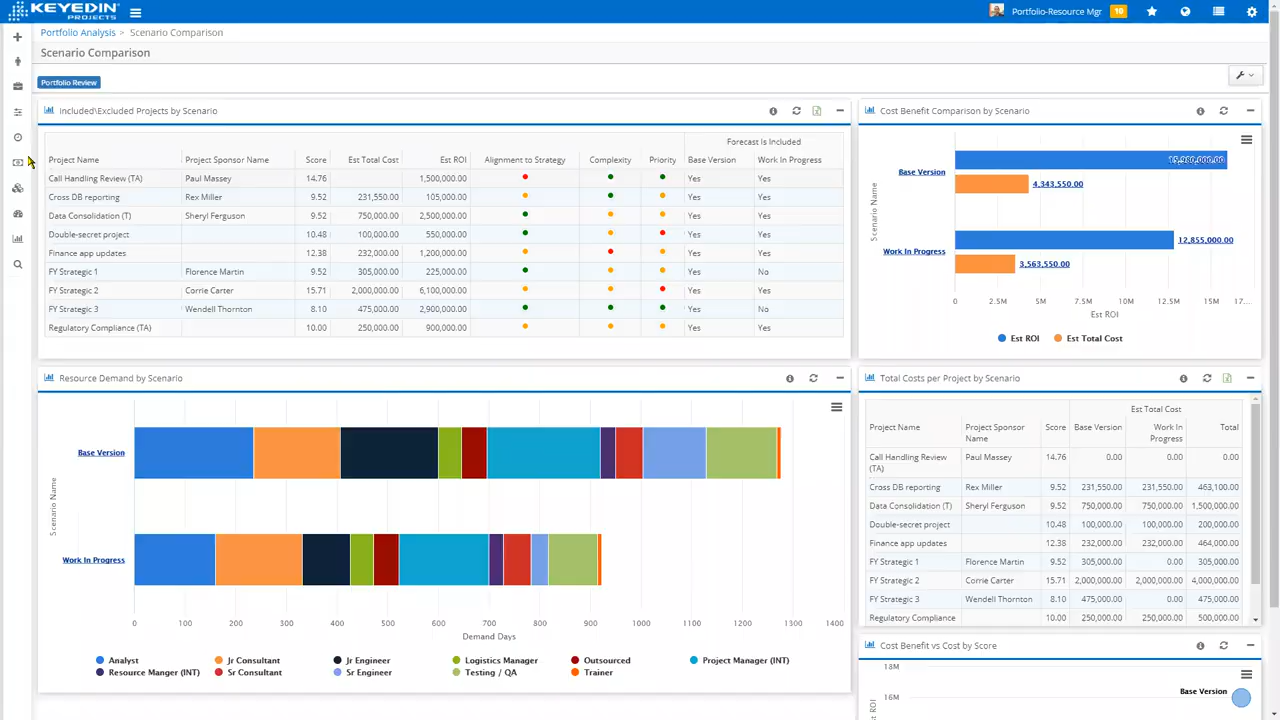 KEYEDIN
PROJECTS
Portfolio-Resource Mgr 10
Portfolio Analysis > Scenario Comparison
Scenario Comparison
Portfolio Review
Included\Excluded Projects by Scenario
Forecast Is Included
Project Name Project Sponsor Name Score Est Total Cost Est ROI Alignment to Strategy Complexity Priority Base Version Work In Progress
Call Handling Review (TA) Paul Massey 14.76 1,500,000.00 Yes Yes
Cross DB reporting Rex Miller 9.52 231,550.00 105,000.00 Yes Yes
Data Consolidation (T) Sheryl Ferguson 9.52 750,000.00 2,500,000.00 Yes Yes
Double-secret project 10.48 100,000.00 550,000.00 Yes Yes
Finance app updates 12.38 232,000.00 1,200,000.00 Yes Yes
FY Strategic 1 Florence Martin 9.52 305,000.00 225,000.00 Yes No
FY Strategic 2 Corrie Carter 15.71 2,000,000.00 6,100,000.00 Yes Yes
FY Strategic 3 Wendell Thornton 8.10 475,000.00 2,900,000.00 Yes No
Regulatory Compliance (TA) 10.00 250,000.00 900,000.00 Yes Yes
Cost Benefit Comparison by Scenario
Scenario Name
Base Version
4,343,550.00
Work In Progress
12,855,000.00
3,563,550.00
0 2.5M 5M 7.5M 10M 12.5M 15M 17....
Est ROI
Est ROI Est Total Cost
Resource Demand by Scenario
Scenario Name
Base Version
Work In Progress
0 100 200 300 400 500 600 700 800 900 1000 1100 1200 1300 1400
Demand Days
Analyst Jr Consultant Jr Engineer Logistics Manager Outsourced Project Manager (INT)
Resource Manger (INT) Sr Consultant Sr Engineer Testing / QA Trainer
Total Costs per Project by Scenario
Est Total Cost
Project Name Project Sponsor Name Score Base Version Work In Progress Total
Call Handling Review (TA) Paul Massey 14.76 0.00 0.00 0.00
Cross DB reporting Rex Miller 9.52 231,550.00 231,550.00 463,100.00
Data Consolidation (T) Sheryl Ferguson 9.52 750,000.00 750,000.00 1,500,000.00
Double-secret project 10.48 100,000.00 100,000.00 200,000.00
Finance app updates 12.38 232,000.00 232,000.00 464,000.00
FY Strategic 1 Florence Martin 9.52 305,000.00 0.00 305,000.00
FY Strategic 2 Corrie Carter 15.71 2,000,000.00 2,000,000.00 4,000,000.00
FY Strategic 3 Wendell Thornton 8.10 475,000.00 0.00 475,000.00
Regulatory Compliance 10.00 250,000.00 250,000.00 500,000.00
Cost Benefit vs Cost by Score
18M
16M
Base Version
ROI